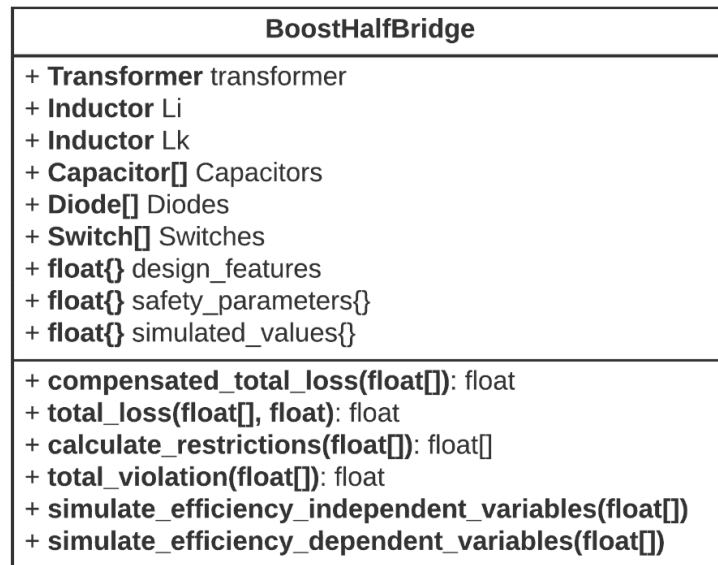 BoostHalfBridge
+ Transformer transformer
+ Inductor Li
+ Inductor Lk
+ Capacitor[] Capacitors
+ Diode[] Diodes
+ Switch[] Switches
+ float{} design_features
+ float{} safety_parameters{}
+ float{} simulated_values{}
+ compensated_total_loss(float[]): float
+ total_loss(float[], float): float
+ calculate_restrictions(float[]): float[]
+ total_violation(float[]): float
+ simulate_efficiency_independent_variables(float[])
+ simulate_efficiency_dependent_variables(float[])